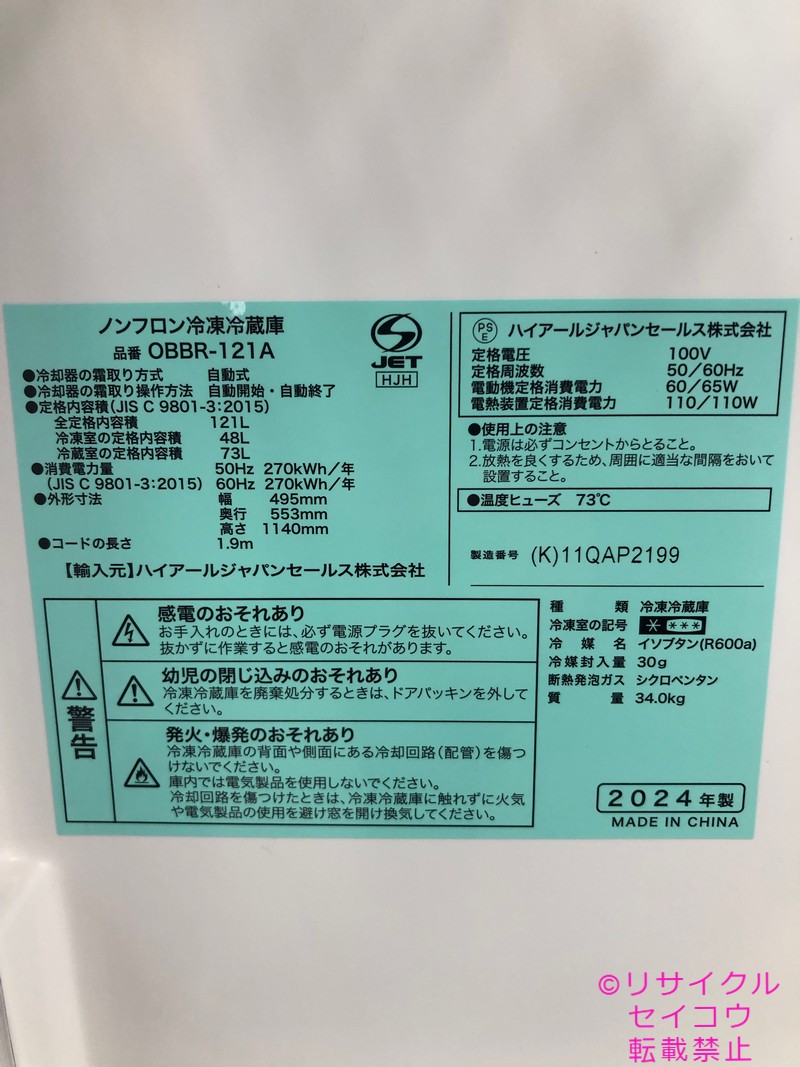 ノンフロン冷凍冷蔵庫
品番 OBBR-121A
JET
HJH
●冷却器の霜取り方式 自動式
●冷却器の霜取り操作方法 自動開始・自動終了
●定格内容積(JIS C 9801-3:2015)
全定格内容積 121L
冷凍室の定格内容積 48L
冷蔵室の定格内容積 73L
●消費電力量 50Hz 270kWh/年
(JIS C 9801-3:2015) 60Hz 270kWh/年
●外形寸法 幅 495mm
奥行 553mm
高さ 1140mm
●コードの長さ 1.9m
【輸入元】ハイアールジャパンセールス株式会社
PS
E
ハイアールジャパンセールス株式会社
定格電圧 100V
定格周波数 50/60Hz
電動機定格消費電力 60/65W
電熱装置定格消費電力 110/110W
●使用上の注意
1.電源は必ずコンセントからとること。
2.放熱を良くするため、周囲に適当な間隔をおいて
設置すること。
●温度ヒューズ 73℃
製造番号 (K)11QAP2199
警告
感電のおそれあり
お手入れのときには、必ず電源プラグを抜いてください。
抜かずに作業すると感電のおそれがあります。
幼児の閉じ込みのおそれあり
冷凍冷蔵庫を廃棄処分するときは、ドアパッキンを外して
ください。
発火・爆発のおそれあり
冷凍冷蔵庫の背面や側面にある冷却回路(配管)を傷つ
けないでください。
庫内では電気製品を使用しないでください。
冷却回路を傷つけたときは、冷凍冷蔵庫に触れずに火気
や電気製品の使用を避け窓を開け換気してください。
種類 冷凍冷蔵庫
冷凍室の記号 * ***
冷媒名 イソブタン(R600a)
冷媒封入量 30g
断熱発泡ガス シクロペンタン
質量 34.0kg
2024年製
MADE IN CHINA
©リサイクル
セイコウ
転載禁止